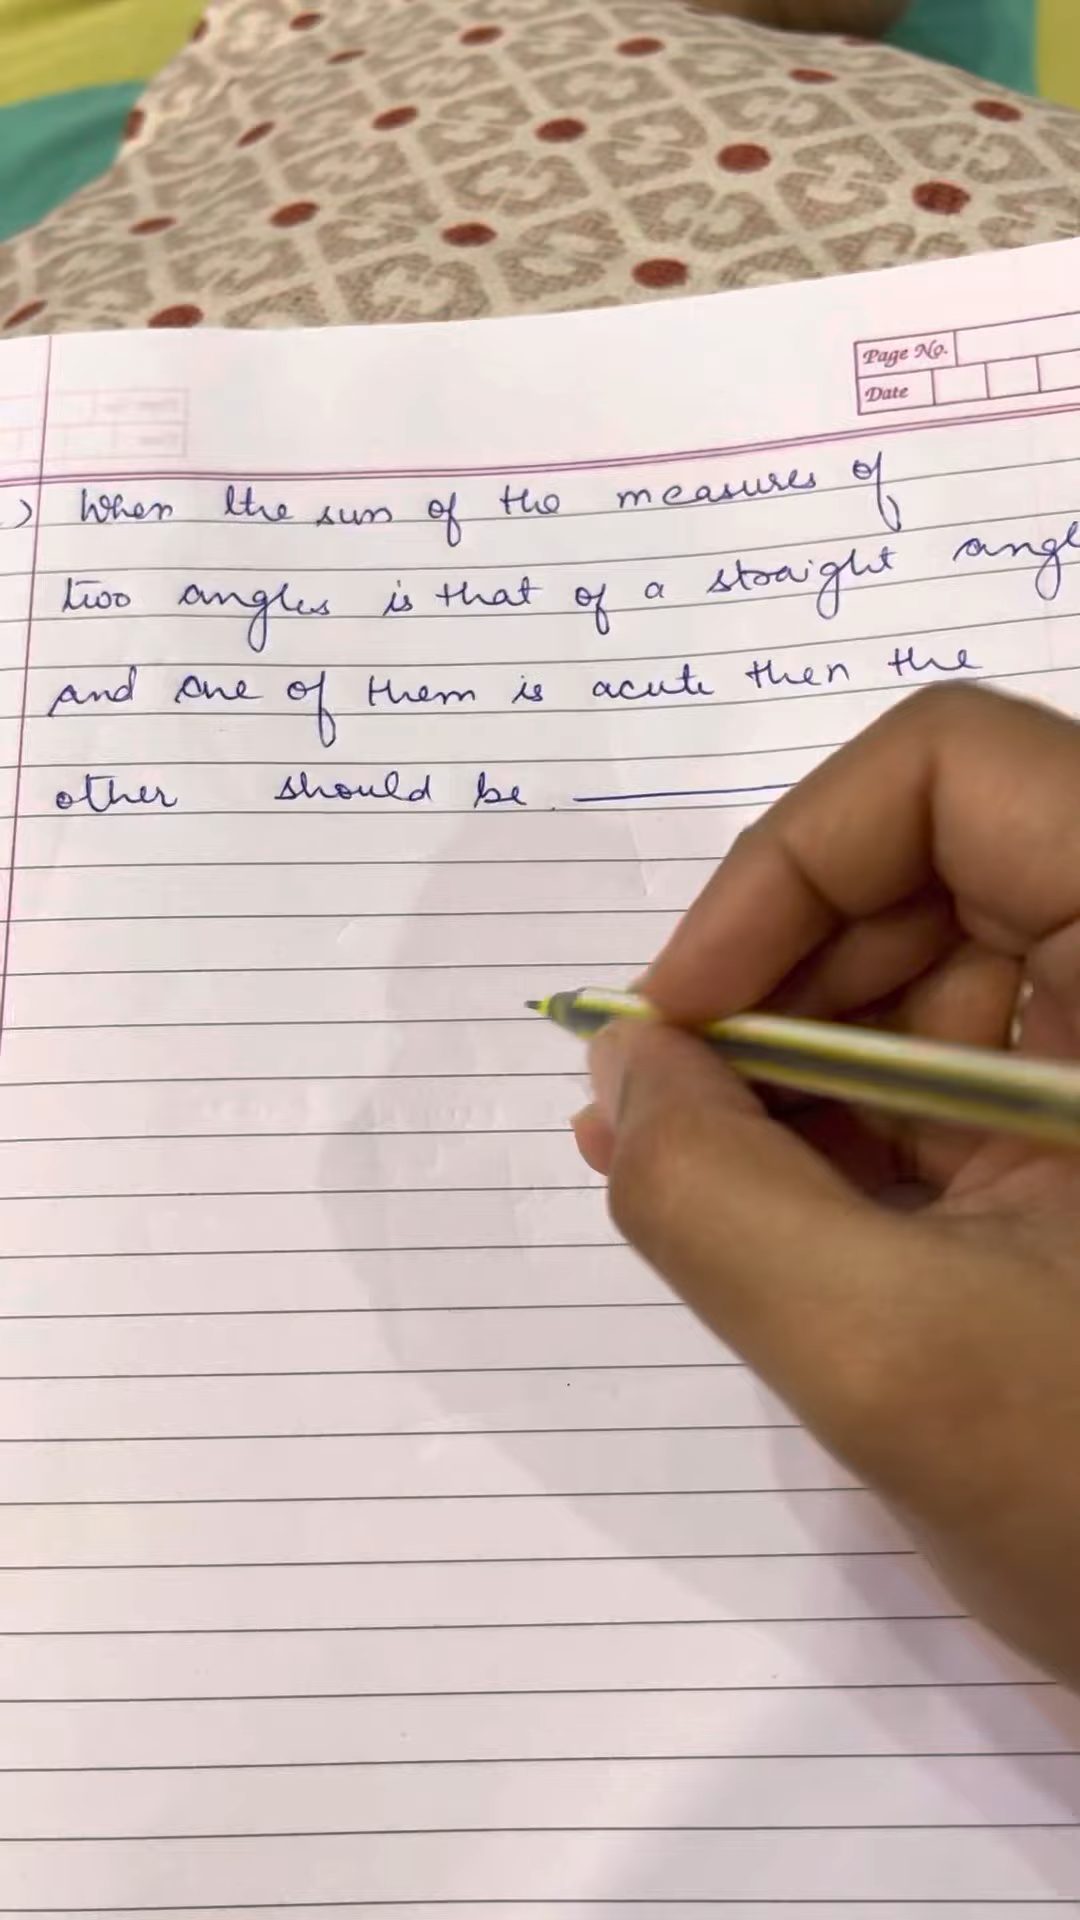 Page No.
Date
) When the sum of the measures of
two angles is that of a straight angl
and one of them is acute then the
other should be